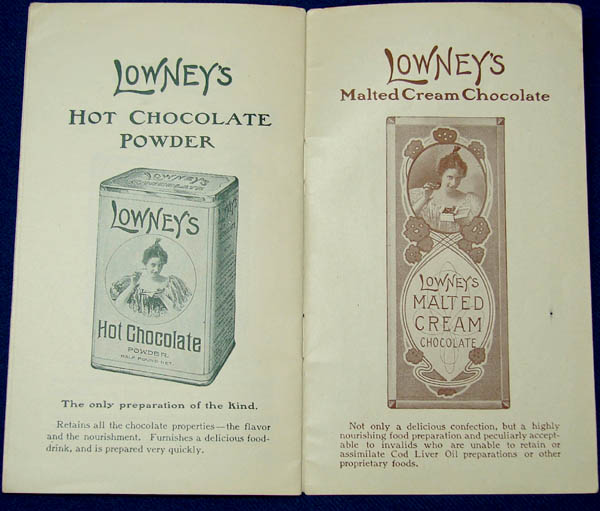 LOWNEY'S
HOT CHOCOLATE
POWDER
LOWNEY'S
LOWNEY'S
Hot Chocolate
POWDER.
HALF POUND NET.
The only preparation of the Kind.
Retains all the chocolate properties—the flavor
and the nourishment. Furnishes a delicious food-
drink, and is prepared very quickly.
LOWNEY'S
Malted Cream Chocolate
LOWNEY'S
MALTED
CREAM
CHOCOLATE
Not only a delicious confection, but a highly
nourishing food preparation and peculiarly accept-
able to invalids who are unable to retain or
assimilate Cod Liver Oil preparations or other
proprietary foods.